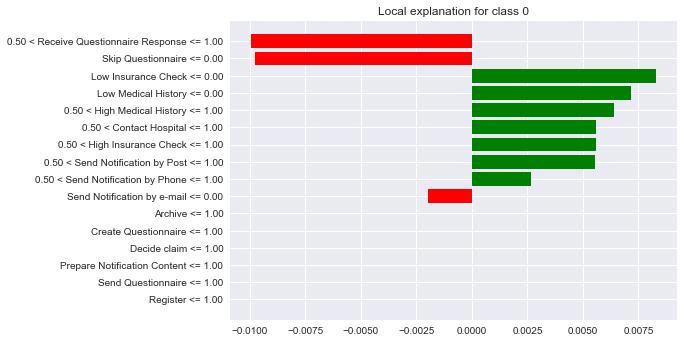 Local explanation for class 0
0.50 < Receive Questionnaire Response <= 1.00
Skip Questionnaire <= 0.00
Low Insurance Check <= 0.00
Low Medical History <= 0.00
0.50 < High Medical History <= 1.00
0.50 < Contact Hospital <= 1.00
0.50 < High Insurance Check <= 1.00
0.50 < Send Notification by Post <= 1.00
0.50 < Send Notification by Phone <= 1.00
Send Notification by e-mail <= 0.00
Archive <= 1.00
Create Questionnaire <= 1.00
Decide claim <= 1.00
Prepare Notification Content <= 1.00
Send Questionnaire <= 1.00
Register <= 1.00
−0.0100 −0.0075 −0.0050 −0.0025 0.0000 0.0025 0.0050 0.0075